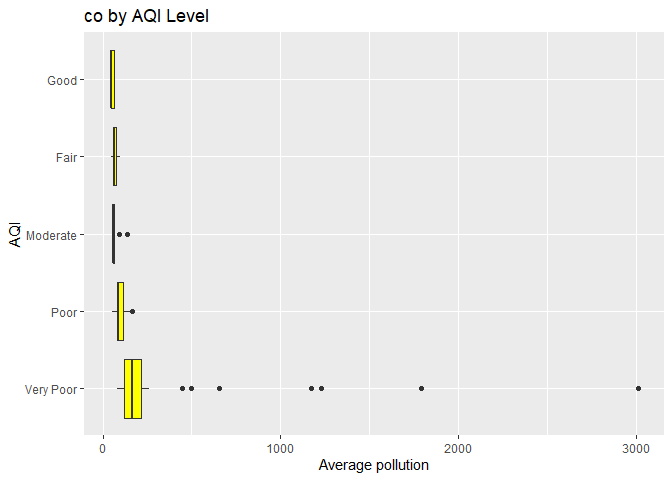 co by AQI Level
Good
Fair
Moderate
Poor
Very Poor
AQI
0
1000
2000
3000
Average pollution